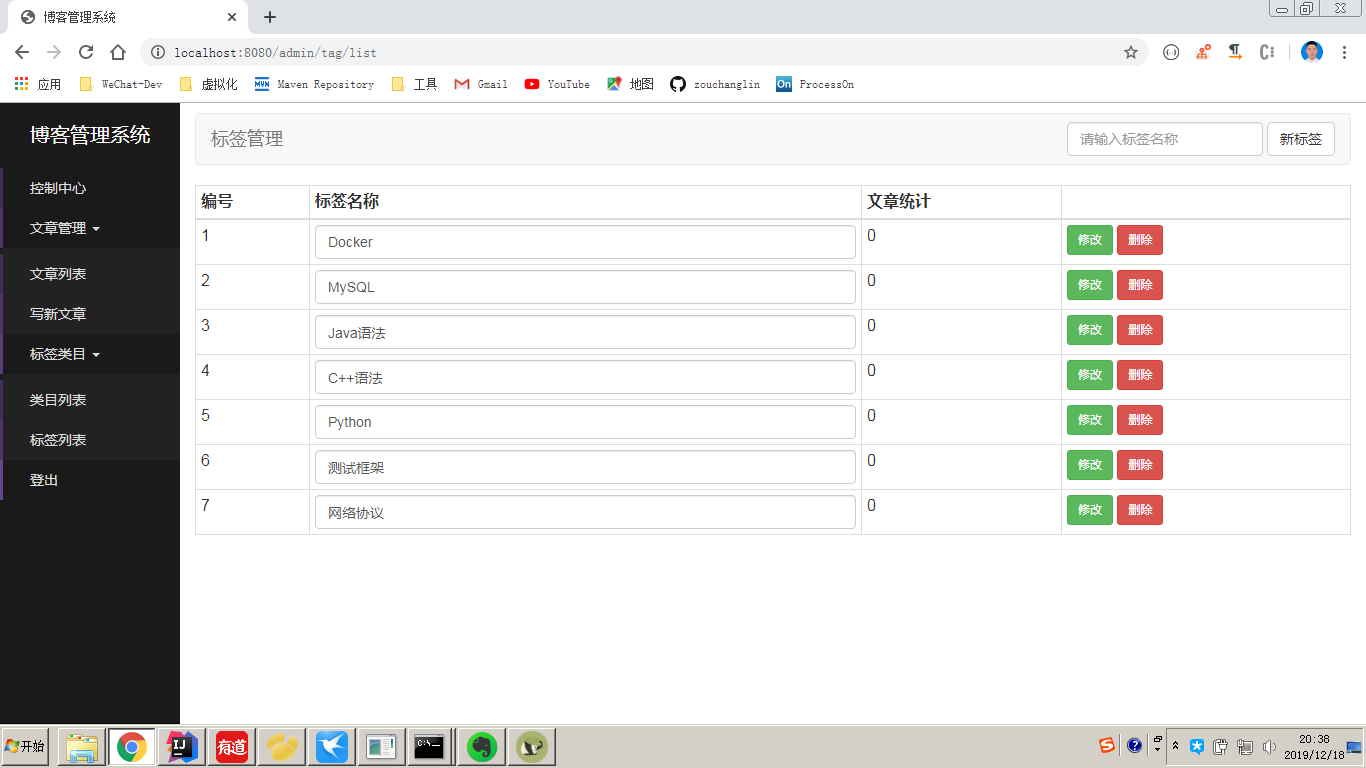 博客管理系统
localhost:8080/admin/tag/list
应用 WeChat-Dev 虚拟化 MVN Maven Repository 工具 Gmail YouTube 地图 zouchanglin On ProcessOn
博客管理系统
控制中心
文章管理
文章列表
写新文章
标签类目
类目列表
标签列表
登出
标签管理 请输入标签名称 新标签
编号 标签名称 文章统计
1 Docker 0 修改 删除
2 MySQL 0 修改 删除
3 Java语法 0 修改 删除
4 C++语法 0 修改 删除
5 Python 0 修改 删除
6 测试框架 0 修改 删除
7 网络协议 0 修改 删除
开始 IJ 有道 C:\ 20:38
2019/12/18